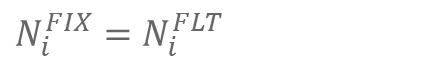 $N_i^{FIX} = N_i^{FLT}$